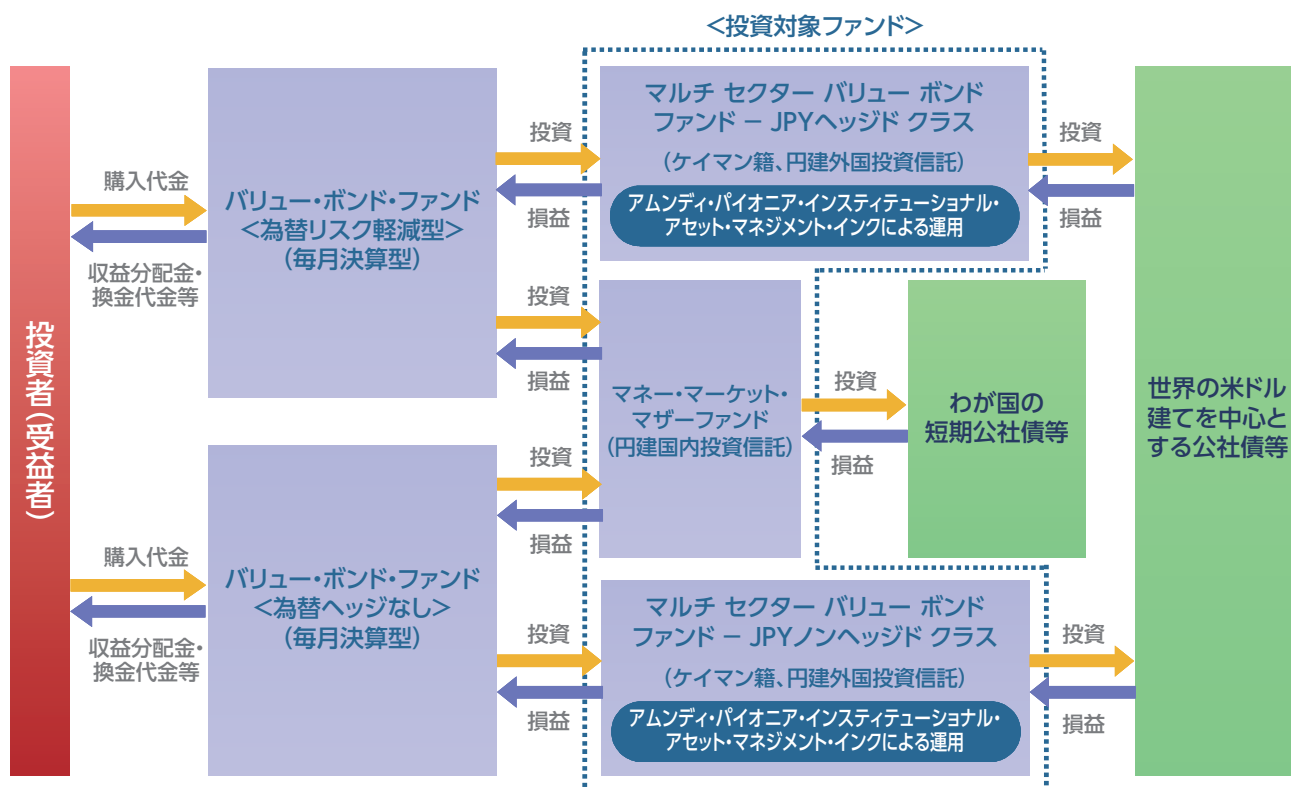 <投資対象ファンド>
投資者(受益者)
購入代金
収益分配金・
換金代金等
バリュー・ボンド・ファンド
<為替リスク軽減型>
(毎月決算型)
投資
損益
マルチ セクター バリュー ボンド
ファンド － JPYヘッジド クラス
(ケイマン籍、円建外国投資信託)
アムンディ・パイオニア・インスティテューショナル・
アセット・マネジメント・インクによる運用
投資
損益
投資
損益
マネー・マーケット・
マザーファンド
(円建国内投資信託)
投資
損益
わが国の
短期公社債等
世界の米ドル
建てを中心と
する公社債等
投資
損益
購入代金
収益分配金・
換金代金等
バリュー・ボンド・ファンド
<為替ヘッジなし>
(毎月決算型)
投資
損益
マルチ セクター バリュー ボンド
ファンド － JPYノンヘッジド クラス
(ケイマン籍、円建外国投資信託)
アムンディ・パイオニア・インスティテューショナル・
アセット・マネジメント・インクによる運用
投資
損益